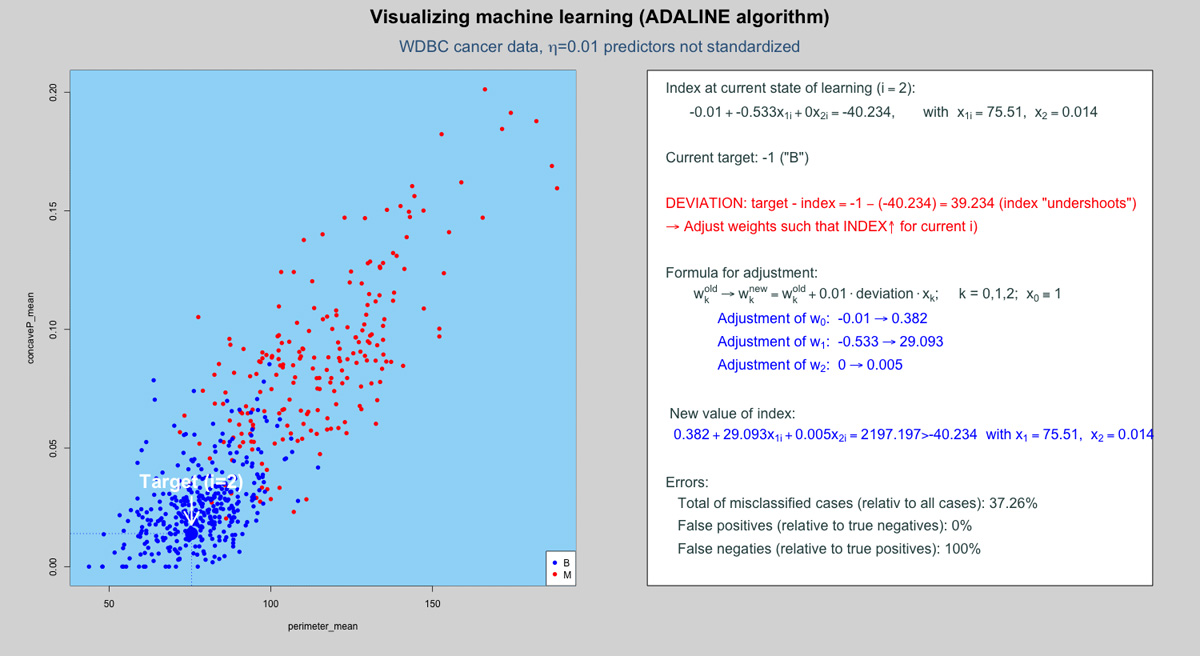 Visualizing machine learning (ADALINE algorithm)
WDBC cancer data, η=0.01 predictors not standardized
concaveP_mean
0.20
0.15
0.10
0.05
0.00
Target (i=2)
B
M
50 100 150
perimeter_mean
Index at current state of learning (i = 2):
-0.01 + -0.533x1i + 0x2i = -40.234, with x1i = 75.51, x2 = 0.014
Current target: -1 ("B")
DEVIATION: target - index = -1 − (-40.234) = 39.234 (index "undershoots")
→ Adjust weights such that INDEX↑ for current i)
Formula for adjustment:
wk^old → wk^new = wk^old + 0.01 · deviation · xk; k = 0,1,2; x0 ≡ 1
Adjustment of w0: -0.01 → 0.382
Adjustment of w1: -0.533 → 29.093
Adjustment of w2: 0 → 0.005
New value of index:
0.382 + 29.093x1i + 0.005x2i = 2197.197>-40.234 with x1 = 75.51, x2 = 0.014
Errors:
Total of misclassified cases (relativ to all cases): 37.26%
False positives (relative to true negatives): 0%
False negaties (relative to true positives): 100%